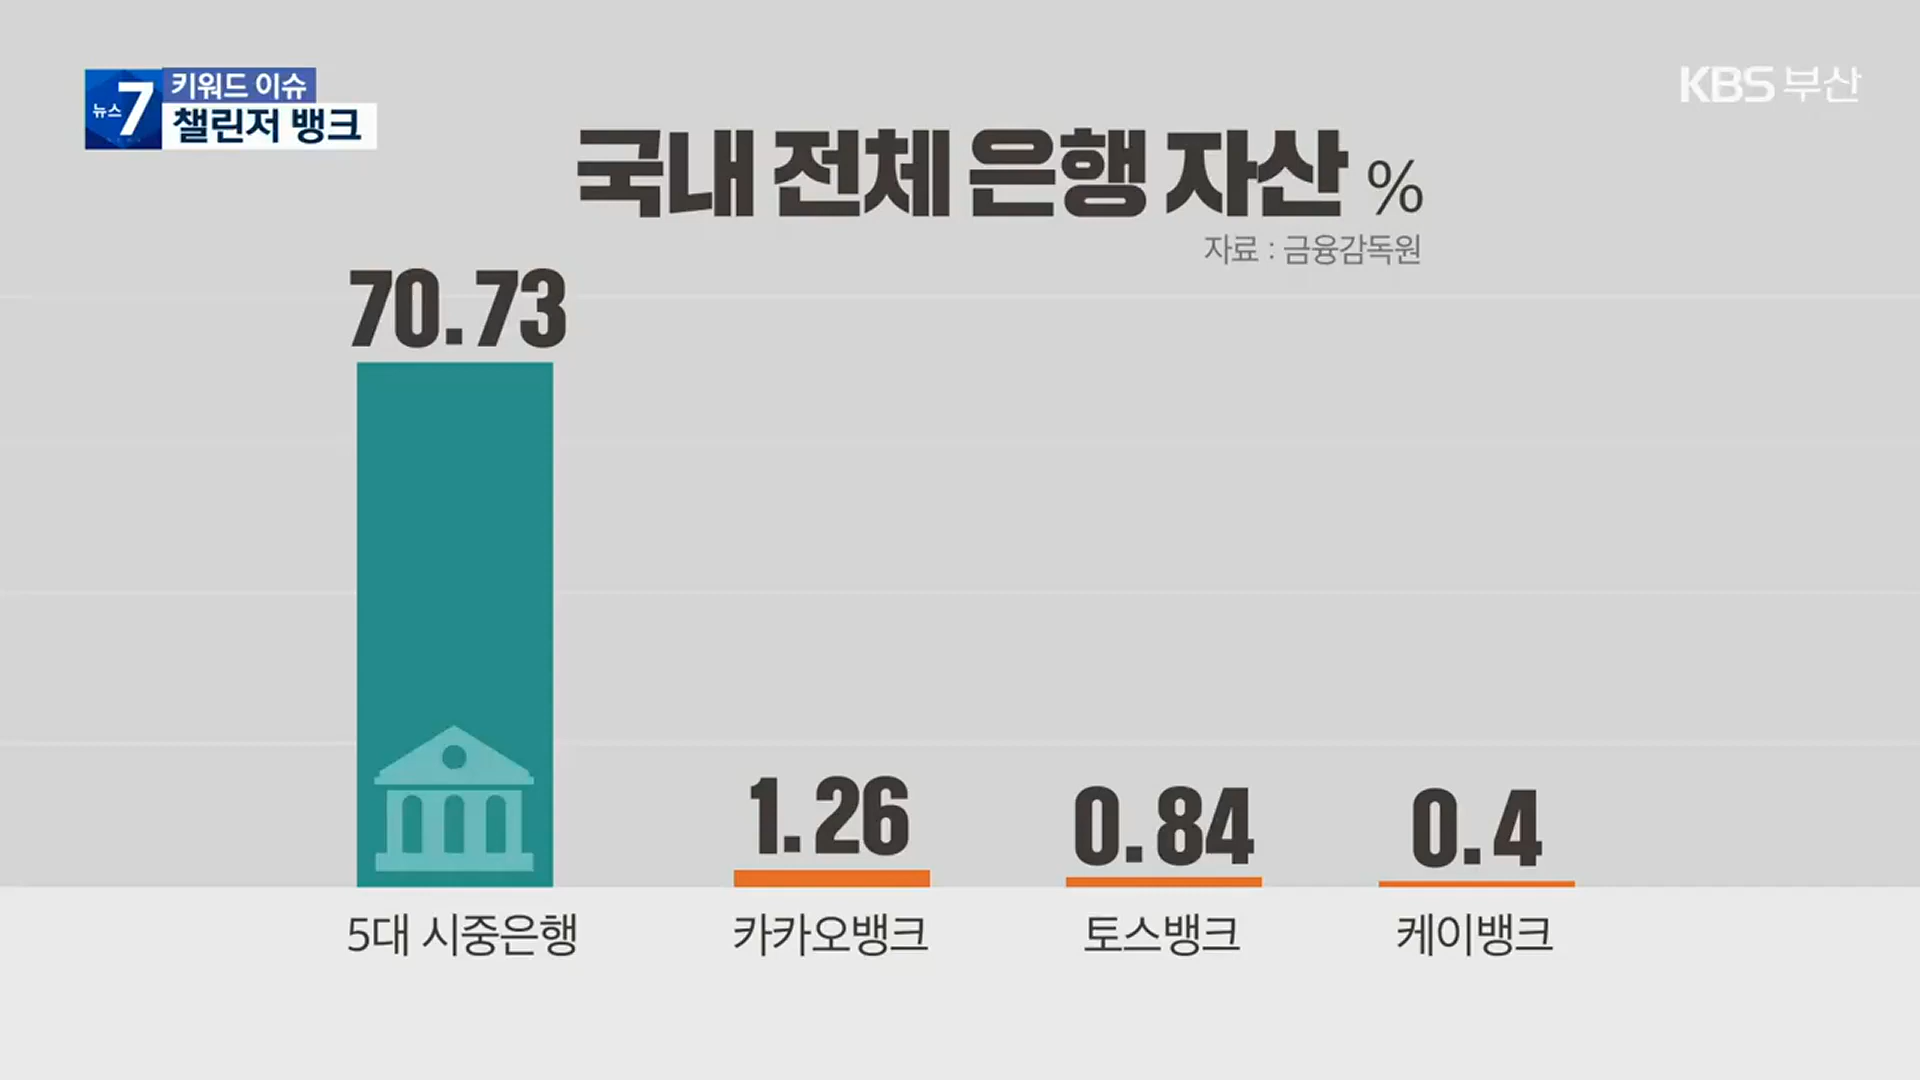 뉴스 7
키워드 이슈
챌린저 뱅크
KBS 부산
국내 전체 은행 자산 %
자료 : 금융감독원
70.73
1.26
0.84
0.4
5대 시중은행
카카오뱅크
토스뱅크
케이뱅크